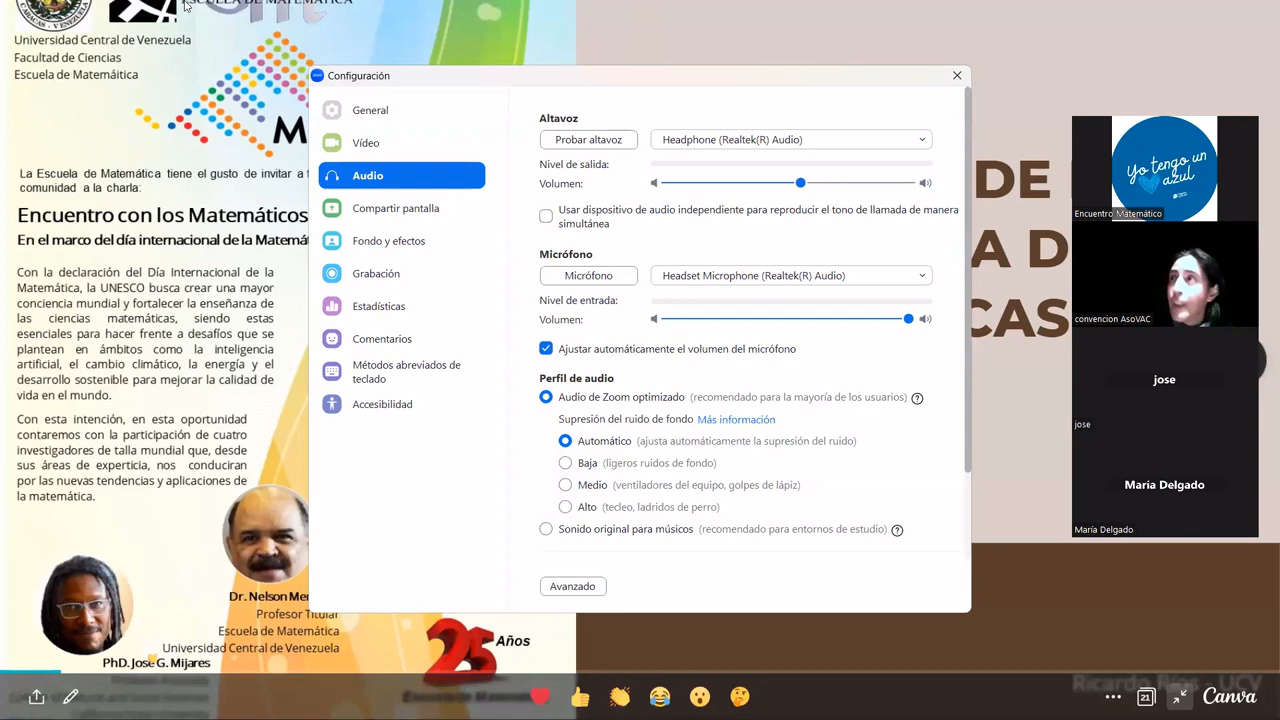 CARACAS - VENEZUELA
ESCUELA DE MATEMÁTICA
Universidad Central de Venezuela
Facultad de Ciencias
Escuela de Matemática
M
La Escuela de Matemática tiene el gusto de invitar a
comunidad a la charla:
Encuentro con los Matemáticos
En el marco del día internacional de la
Con la declaración del Día Internacional de la
Matemática, la UNESCO busca crear una mayor
conciencia mundial y fortalecer la enseñanza de
las ciencias matemáticas, siendo estas
esenciales para hacer frente a desafíos que se
plantean en ámbitos como la inteligencia
artificial, el cambio climático, la energía y el
desarrollo sostenible para mejorar la calidad de
vida en el mundo.
Con esta intención, en esta oportunidad
contaremos con la participación de cuatro
investigadores de talla mundial que, desde
sus áreas de experticia, nos conduciran
por las nuevas tendencias y aplicaciones de
la matemática.
Dr. Nelson
Profesor Titular
Escuela de Matemática
Universidad Central de Venezuela
PhD. José G. Mijares
25 Años
Configuración
General
Vídeo
Audio
Compartir pantalla
Fondo y efectos
Grabación
Estadísticas
Comentarios
Métodos abreviados de
teclado
Accesibilidad
Altavoz
Probar altavoz
Headphone (Realtek(R) Audio)
Nivel de salida:
Volumen:
Usar dispositivo de audio independiente para reproducir el tono de llamada de manera
simultánea
Micrófono
Micrófono
Headset Microphone (Realtek(R) Audio)
Nivel de entrada:
Volumen:
Ajustar automáticamente el volumen del micrófono
Perfil de audio
Audio de Zoom optimizado (recomendado para la mayoría de los usuarios)
Supresión del ruido de fondo Más información
Automático (ajusta automáticamente la supresión del ruido)
Baja (ligeros ruidos de fondo)
Medio (ventiladores del equipo, golpes de lápiz)
Alto (tecleo, ladridos de perro)
Sonido original para músicos (recomendado para entornos de estudio)
Avanzado
DE
A D
CAS
Yo tengo un
azul
Encuentro Matemático
convencion AsoVAC
jose
jose
María Delgado
María Delgado
Ricardo Ríos - UCV
Canva